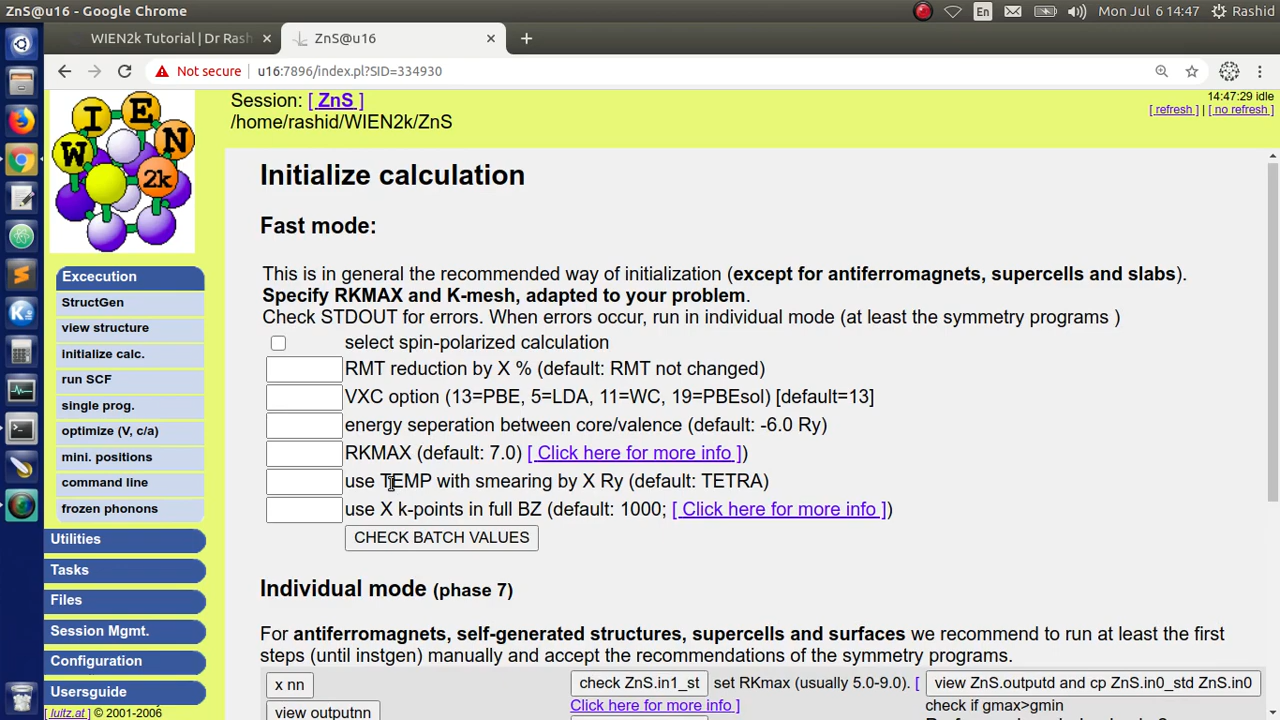 ZnS@u16 - Google Chrome
En
Mon Jul 6 14:47
Rashid
WIEN2k Tutorial | Dr Rash
ZnS@u16
Not secure
u16:7896/index.pl?SID=334930
WIEN
2k
Session: [ ZnS ]
/home/rashid/WIEN2k/ZnS
14:47:29 idle
[ refresh ] | [ no refresh ]
Excecution
StructGen
view structure
initialize calc.
run SCF
single prog.
optimize (V, c/a)
mini. positions
command line
frozen phonons
Utilities
Tasks
Files
Session Mgmt.
Configuration
Usersguide
[ luitz.at ] © 2001-2006
Initialize calculation
Fast mode:
This is in general the recommended way of initialization (except for antiferromagnets, supercells and slabs).
Specify RKMAX and K-mesh, adapted to your problem.
Check STDOUT for errors. When errors occur, run in individual mode (at least the symmetry programs )
select spin-polarized calculation
RMT reduction by X % (default: RMT not changed)
VXC option (13=PBE, 5=LDA, 11=WC, 19=PBEsol) [default=13]
energy seperation between core/valence (default: -6.0 Ry)
RKMAX (default: 7.0) [ Click here for more info ])
use TEMP with smearing by X Ry (default: TETRA)
use X k-points in full BZ (default: 1000; [ Click here for more info ])
CHECK BATCH VALUES
Individual mode (phase 7)
For antiferromagnets, self-generated structures, supercells and surfaces we recommend to run at least the first
steps (until instgen) manually and accept the recommendations of the symmetry programs.
x nn
view outputnn
check ZnS.in1_st set RKmax (usually 5.0-9.0). [
Click here for more info ]
view ZnS.outputd and cp ZnS.in0_std ZnS.in0
check if gmax>gmin